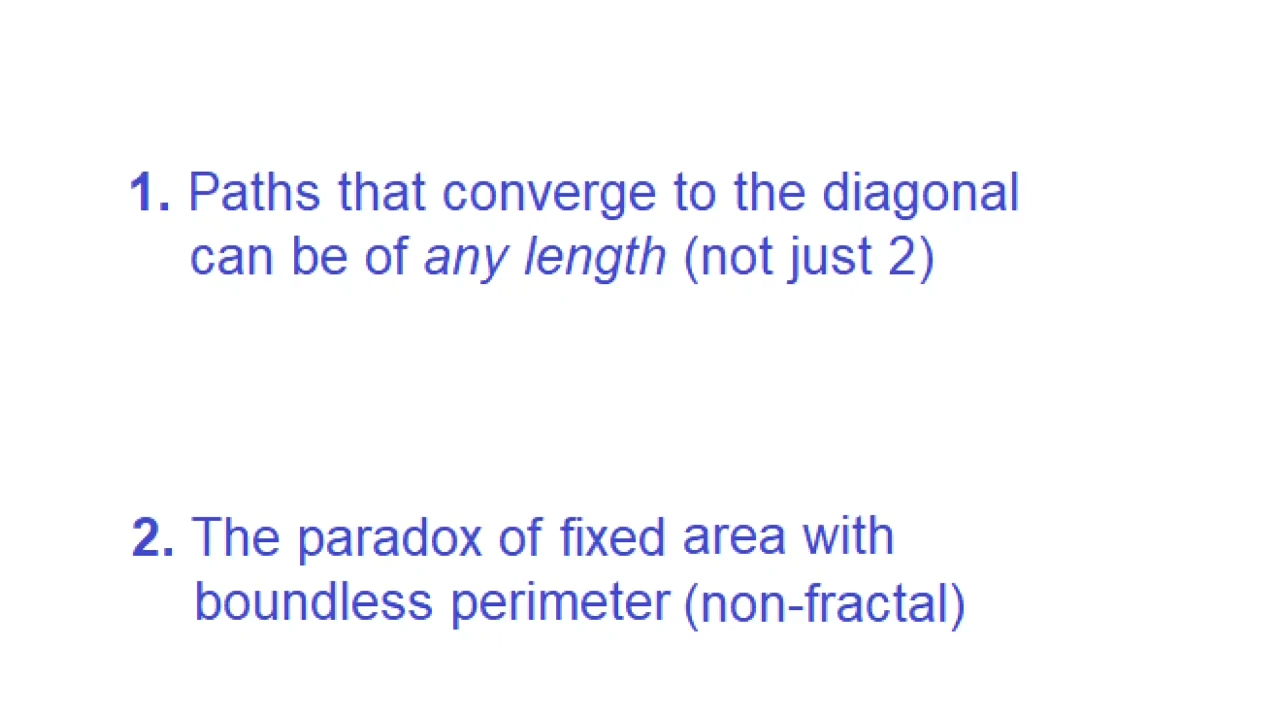 1. Paths that converge to the diagonal
can be of any length (not just 2)
2. The paradox of fixed area with
boundless perimeter (non-fractal)